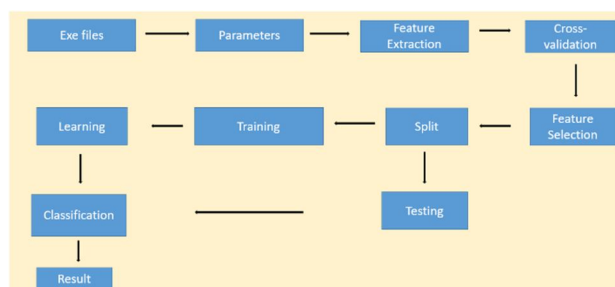 Exe files
Parameters
Feature
Extraction
Cross-
validation
Learning
Training
Split
Feature
Selection
Classification
Testing
Result